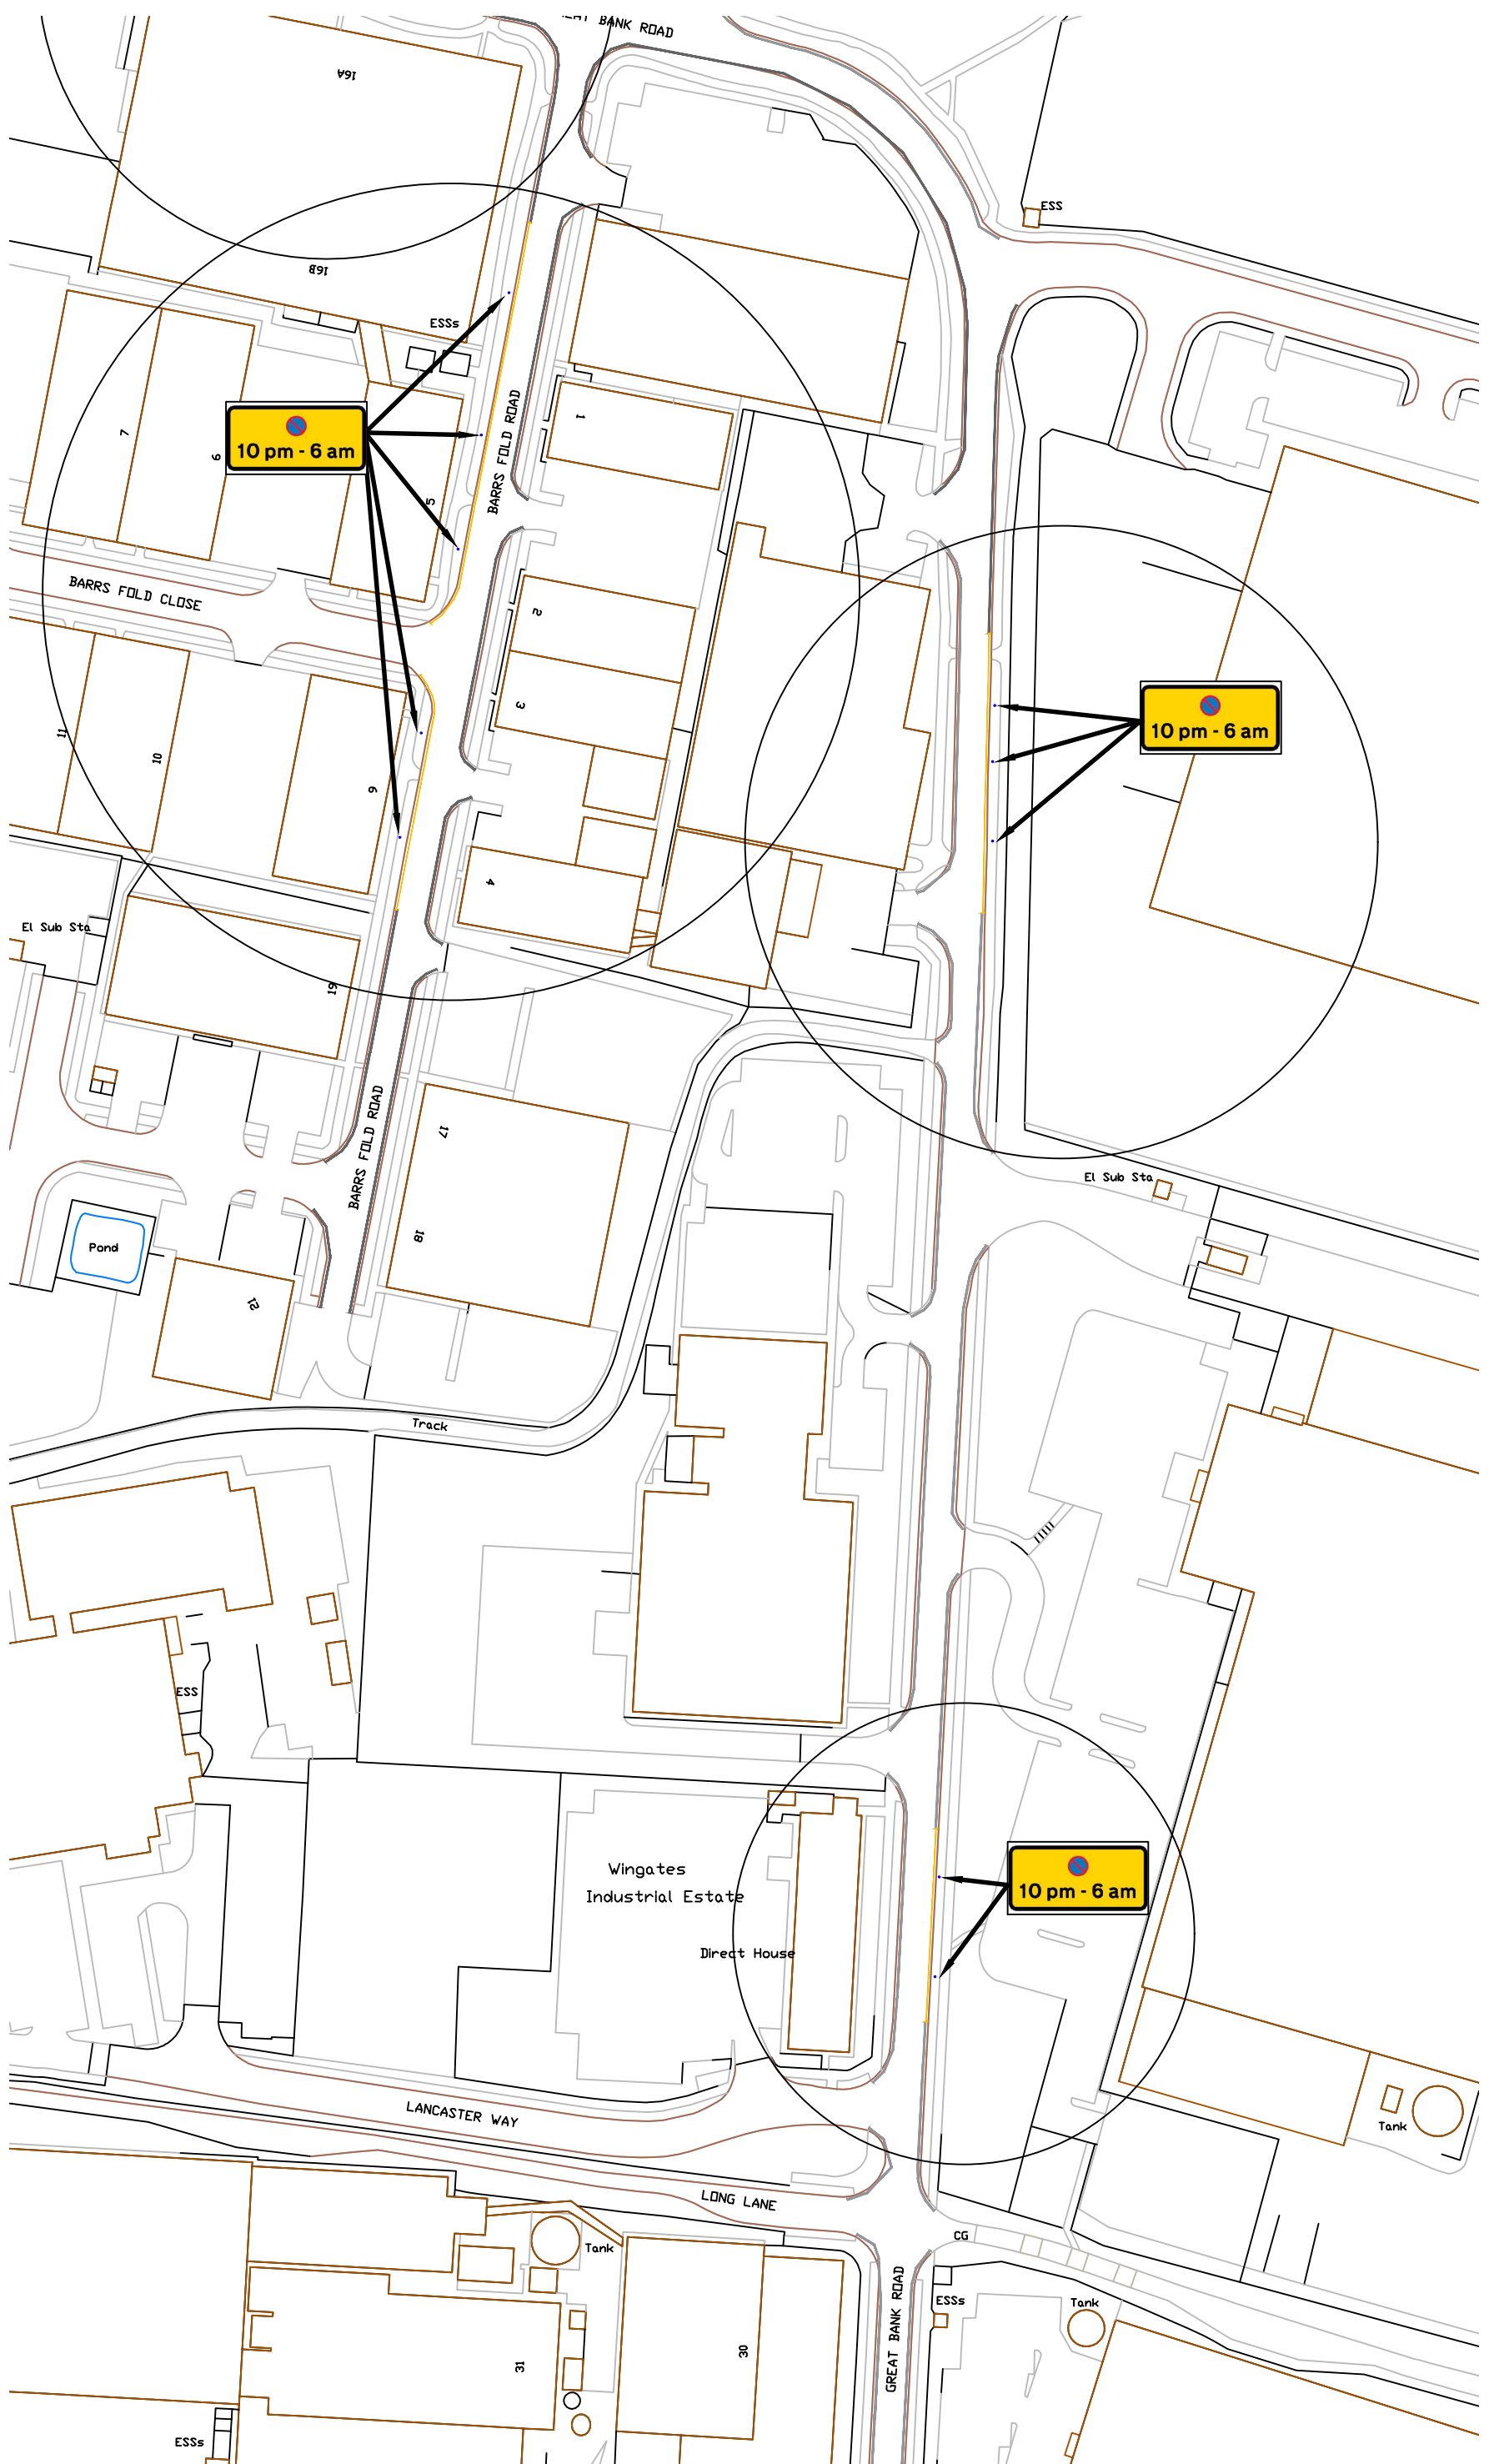 BANK ROAD
16A
ESS
16B
ESSs
1
BARRS FOLD ROAD
7
6
10 pm - 6 am
5
BARRS FOLD CLOSE
2
3
10 pm - 6 am
11
10
9
4
El Sub Sta
19
BARRS FOLD ROAD
17
El Sub Sta
18
Pond
21
Track
ESS
Wingates
Industrial Estate
10 pm - 6 am
Direct House
LANCASTER WAY
Tank
LONG LANE
CG
Tank
GREAT BANK ROAD
ESSs
Tank
30
31
ESSs